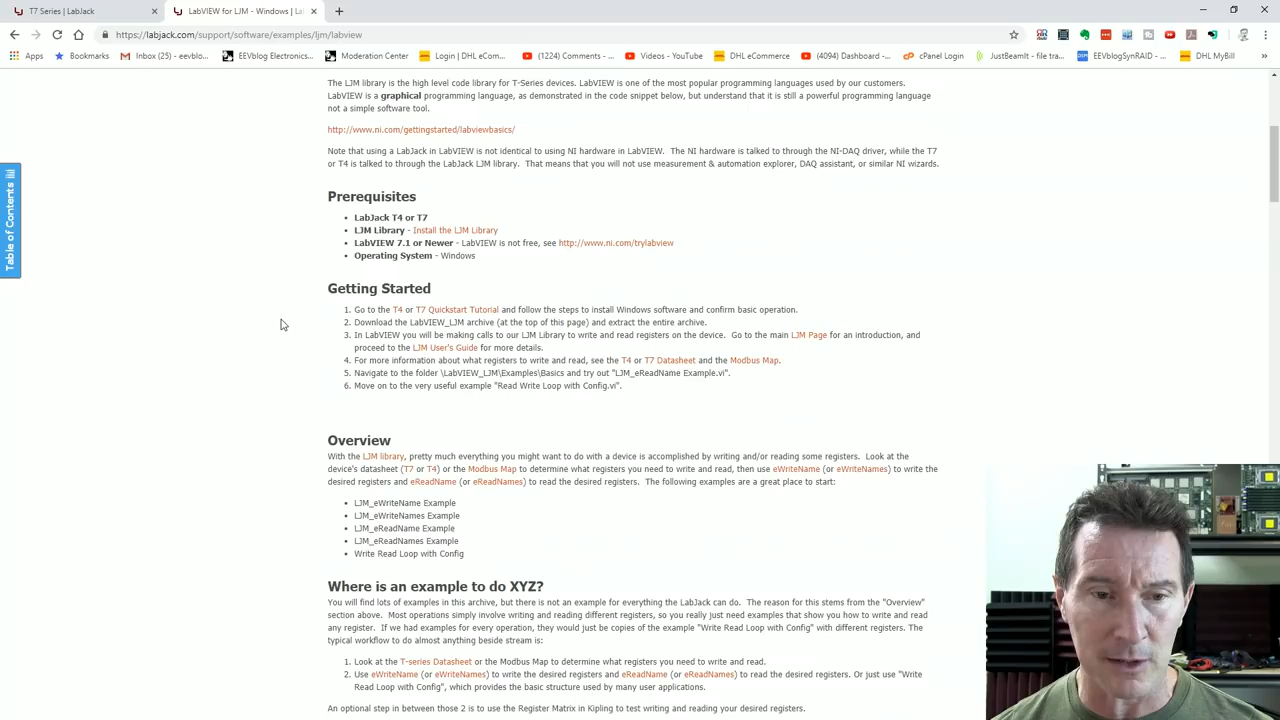 T7 Series | LabJack
LabVIEW for LJM - Windows | La
https://labjack.com/support/software/examples/ljm/labview
Apps
Bookmarks
Inbox (25) - eevblo
EEVblog Electronics
Moderation Center
Login | DHL eCom
(1224) Comments -
Videos - YouTube
DHL eCommerce
(4094) Dashboard -
cPanel Login
JustBeamIt - file tra
EEVblogSynRAID -
DHL MyBill
The LJM library is the high level code library for T-Series devices. LabVIEW is one of the most popular programming languages used by our customers.
LabVIEW is a graphical programming language, as demonstrated in the code snippet below, but understand that it is still a powerful programming language
not a simple software tool.
http://www.ni.com/gettingstarted/labviewbasics/
Note that using a LabJack in LabVIEW is not identical to using NI hardware in LabVIEW. The NI hardware is talked to through the NI-DAQ driver, while the T7
or T4 is talked to through the LabJack LJM library. That means that you will not use measurement & automation explorer, DAQ assistant, or similar NI wizards.
Table of Contents
Prerequisites
• LabJack T4 or T7
• LJM Library - Install the LJM Library
• LabVIEW 7.1 or Newer - LabVIEW is not free, see http://www.ni.com/trylabview
• Operating System - Windows
Getting Started
1. Go to the T4 or T7 Quickstart Tutorial and follow the steps to install Windows software and confirm basic operation.
2. Download the LabVIEW_LJM archive (at the top of this page) and extract the entire archive.
3. In LabVIEW you will be making calls to our LJM Library to write and read registers on the device. Go to the main LJM Page for an introduction, and
proceed to the LJM User's Guide for more details.
4. For more information about what registers to write and read, see the T4 or T7 Datasheet and the Modbus Map.
5. Navigate to the folder \LabVIEW_LJM\Examples\Basics and try out "LJM_eReadName Example.vi".
6. Move on to the very useful example "Read Write Loop with Config.vi".
Overview
With the LJM library, pretty much everything you might want to do with a device is accomplished by writing and/or reading some registers. Look at the
device's datasheet (T7 or T4) or the Modbus Map to determine what registers you need to write and read, then use eWriteName (or eWriteNames) to write the
desired registers and eReadName (or eReadNames) to read the desired registers. The following examples are a great place to start:
• LJM_eWriteName Example
• LJM_eWriteNames Example
• LJM_eReadName Example
• LJM_eReadNames Example
• Write Read Loop with Config
Where is an example to do XYZ?
You will find lots of examples in this archive, but there is not an example for everything the LabJack can do. The reason for this stems from the "Overview"
section above. Most operations simply involve writing and reading different registers, so you really just need examples that show you how to write and read
any register. If we had examples for every operation, they would just be copies of the example "Write Read Loop with Config" with different registers. The
typical workflow to do almost anything beside stream is:
1. Look at the T-series Datasheet or the Modbus Map to determine what registers you need to write and read.
2. Use eWriteName (or eWriteNames) to write the desired registers and eReadName (or eReadNames) to read the desired registers. Or just use "Write
Read Loop with Config", which provides the basic structure used by many user applications.
An optional step in between those 2 is to use the Register Matrix in Kipling to test writing and reading your desired registers.